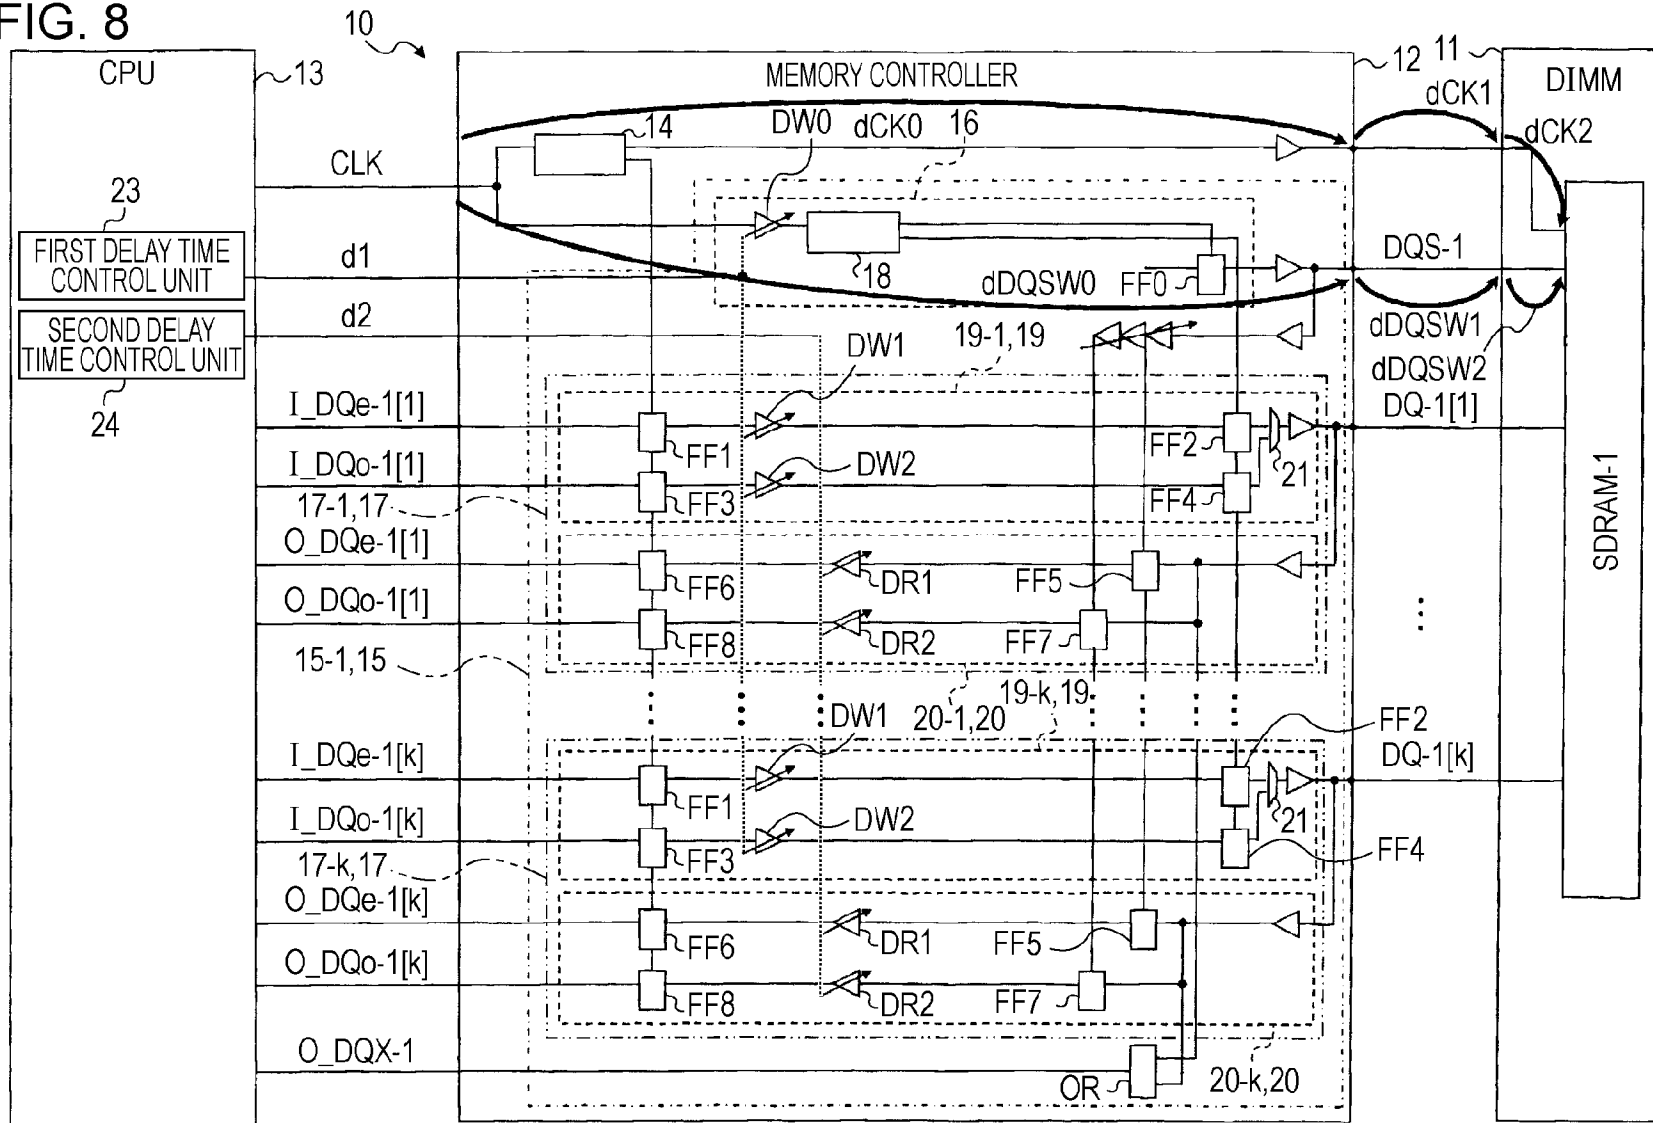 FIG. 8
10
CPU
13
MEMORY CONTROLLER
12
11
DIMM
14
DW0
dCK0
16
dCK1
dCK2
CLK
23
FIRST DELAY TIME
CONTROL UNIT
d1
18
dDQSW0
FF0
DQS-1
SECOND DELAY
TIME CONTROL UNIT
d2
24
19-1,19
DW1
dDQSW1
dDQSW2
I_DQe-1[1]
FF1
FF2
21
DQ-1[1]
I_DQo-1[1]
FF3
DW2
FF4
17-1,17
O_DQe-1[1]
FF6
DR1
FF5
O_DQo-1[1]
FF8
DR2
FF7
SDRAM-1
15-1,15
20-1,20
19-k,19
DW1
FF2
I_DQe-1[k]
FF1
21
DQ-1[k]
I_DQo-1[k]
FF3
DW2
FF4
17-k,17
O_DQe-1[k]
FF6
DR1
FF5
O_DQo-1[k]
FF8
DR2
FF7
O_DQX-1
OR
20-k,20